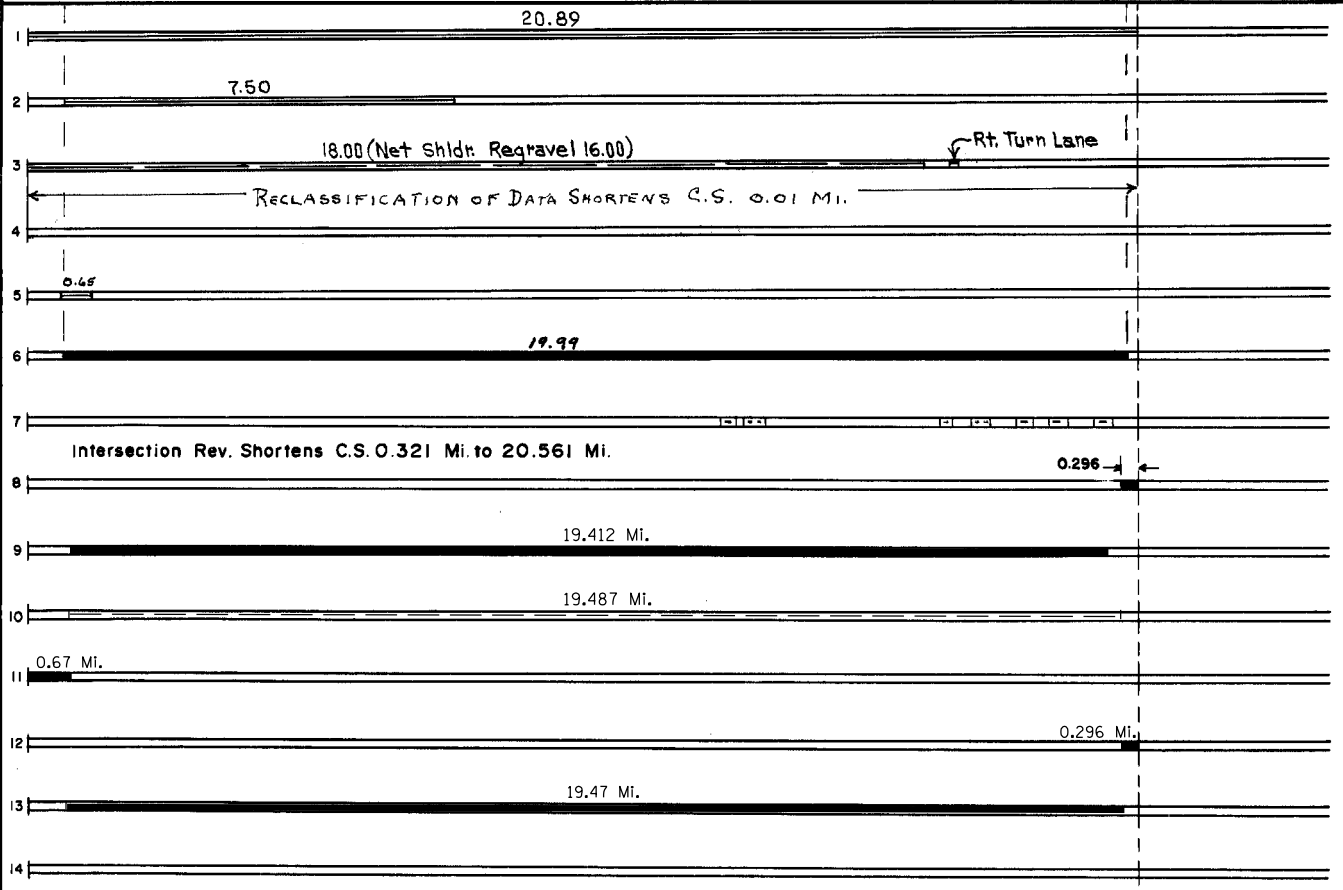 20.89
1
7.50
2
18.00 (Net Shldr. Regravel 16.00)
Rt. Turn Lane
3
RECLASSIFICATION OF DATA SHORTENS C.S. 0.01 MI.
4
0.65
5
19.99
6
7
Intersection Rev. Shortens C.S. 0.321 Mi. to 20.561 Mi.
0.296
8
19.412 Mi.
9
19.487 Mi.
10
0.67 Mi.
11
0.296 Mi.
12
19.47 Mi.
13
14